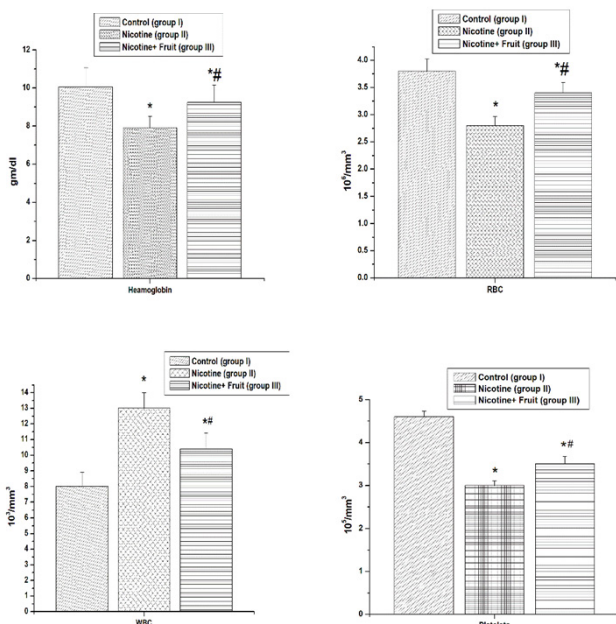 Control (group I)
Nicotine (group II)
Nicotine+ Fruit (group III)
12
10
8
6
4
2
0
gm/dl
*
*#
Heamoglobin
Control (group I)
Nicotine (group II)
Nicotine+ Fruit (group III)
4.0
3.5
3.0
2.5
2.0
1.5
1.0
0.5
0.0
10⁶/mm³
*
*#
RBC
Control (group I)
Nicotine (group II)
Nicotine+ Fruit (group III)
14
13
12
11
10
9
8
7
6
5
4
3
2
1
0
10³/mm³
*
*#
WBC
Control (group I)
Nicotine (group II)
Nicotine+ Fruit (group III)
5
4
3
2
1
0
10⁵/mm³
*
*#
Platelets